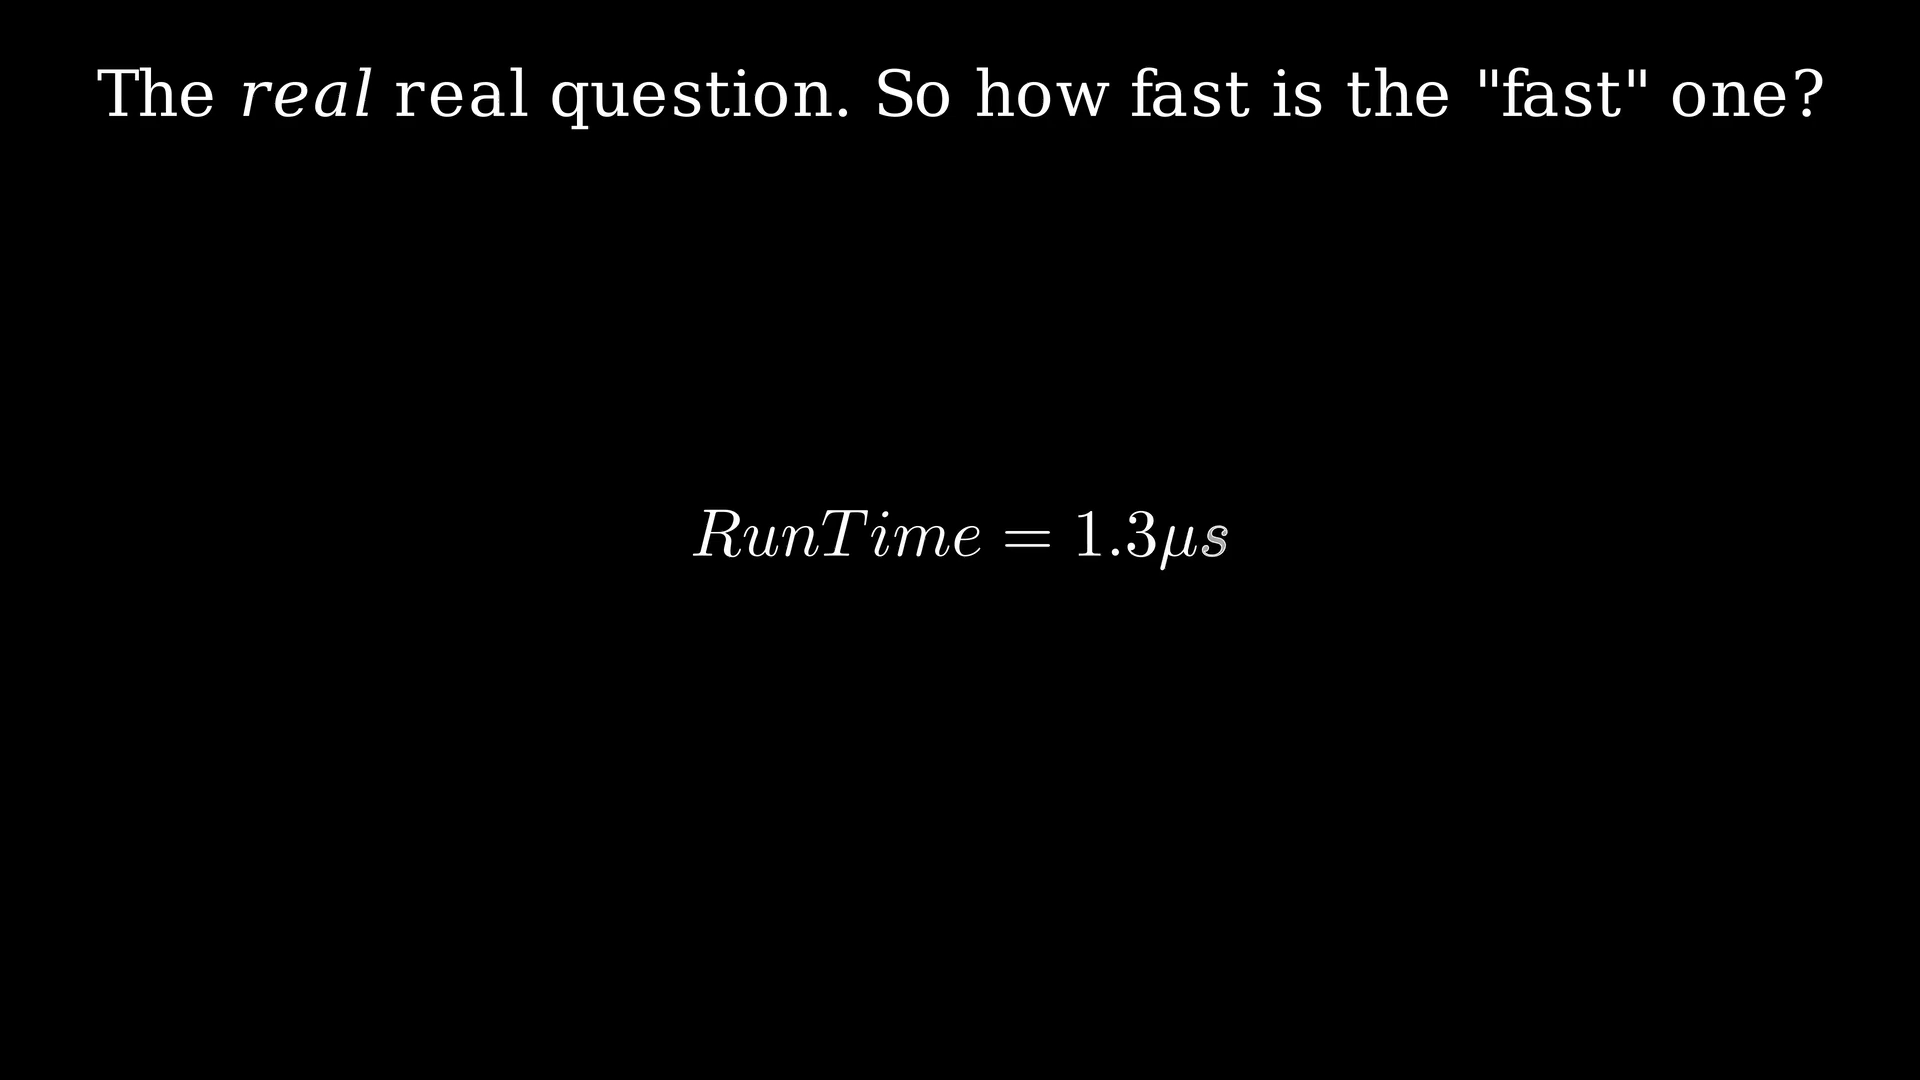 The real real question. So how fast is the "fast" one?
RunTime = 1.3μs